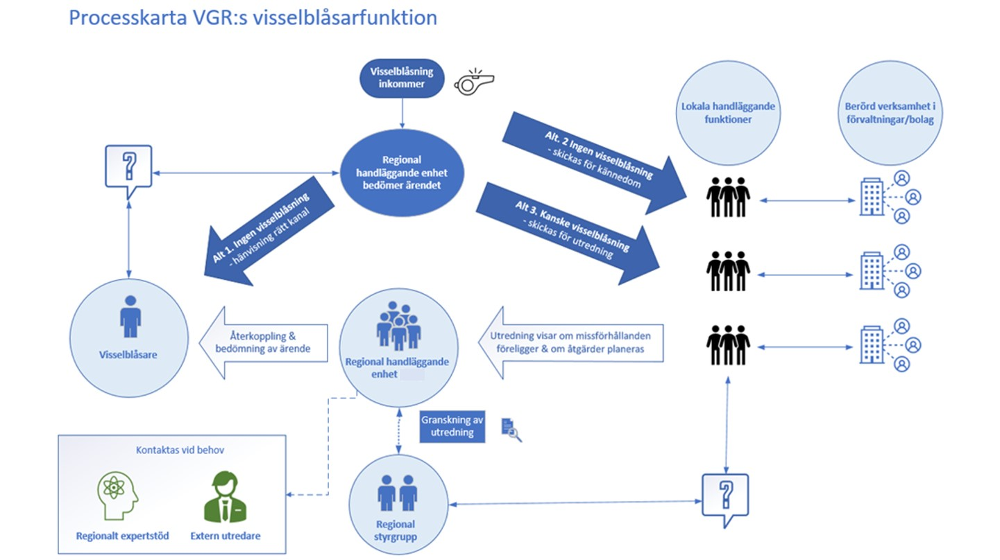 Processkarta VGR:s visselblåsarfunktion
Visselblåsning
inkommer
Lokala handläggande
funktioner
Berörd verksamhet i
förvaltningar/bolag
Alt. 2 Ingen visselblåsning
- skickas för kännedom
?
Regional
handläggande enhet
bedömer ärendet
Alt 1. Ingen visselblåsning
- hänvisning rätt kanal
Alt 3. Kanske visselblåsning
- skickas för utredning
Visselblåsare
Återkoppling &
bedömning av ärende
Regional handläggande
enhet
Utredning visar om missförhållanden
föreligger & om åtgärder planeras
Granskning av
utredning
Kontaktas vid behov
Regionalt expertstöd
Extern utredare
Regional
styrgrupp
?